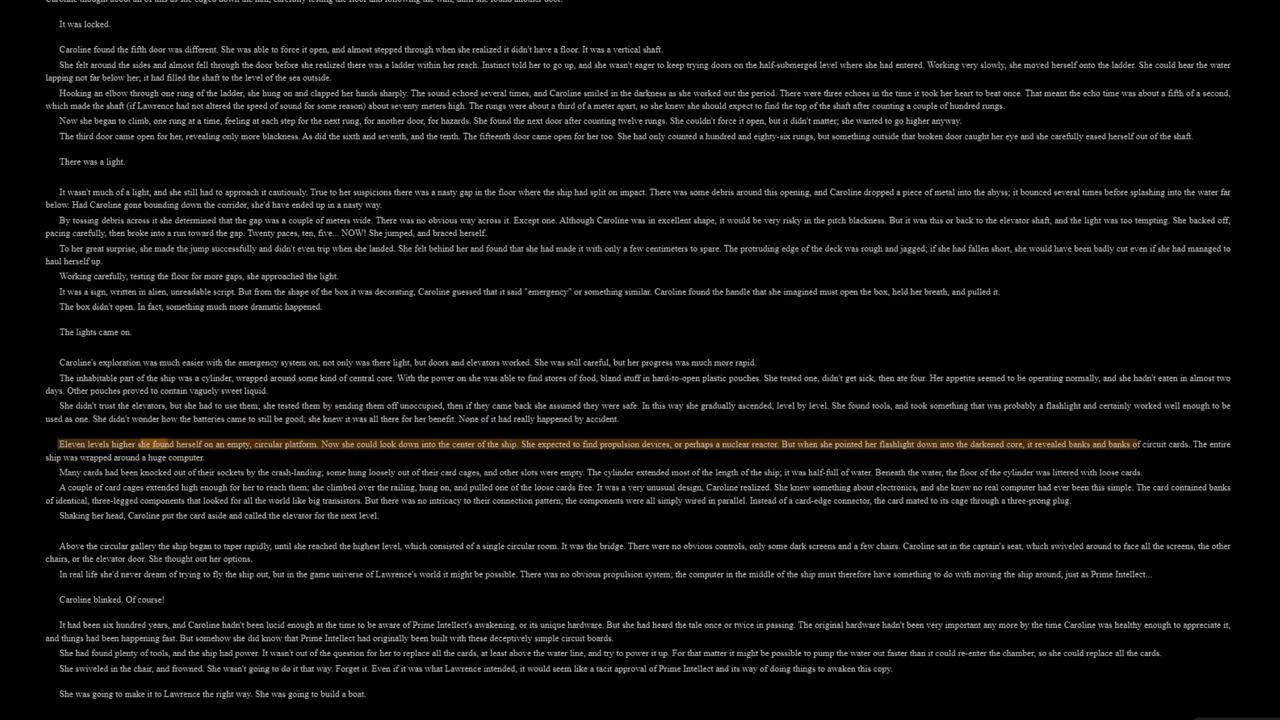 It was locked.
Caroline found the fifth door was different. She was able to force it open, and almost stepped through when she realized it didn't have a floor. It was a vertical shaft.
She felt around the sides and almost fell through the door before she realized there was a ladder within her reach. Instinct told her to go up, and she wasn't eager to keep trying doors on the half-submerged level where she had entered. Working very slowly, she moved herself onto the ladder. She could hear the water
lapping not far below her; it had filled the shaft to the level of the sea outside.
Hooking an elbow through one rung of the ladder, she hung on and clapped her hands sharply. The sound echoed several times, and Caroline smiled in the darkness as she worked out the period. There were three echoes in the time it took her heart to beat once. That meant the echo time was about a fifth of a second,
which made the shaft (if Lawrence had not altered the speed of sound for some reason) about seventy meters high. The rungs were about a third of a meter apart, so she knew she should expect to find the top of the shaft after counting a couple of hundred rungs.
Now she began to climb, one rung at a time, feeling at each step for the next rung, for another door, for hazards. She found the next door after counting twelve rungs. She couldn't force it open, but it didn't matter; she wanted to go higher anyway.
The third door came open for her, revealing only more blackness. As did the sixth and seventh, and the tenth. The fifteenth door came open for her too. She had only counted a hundred and eighty-six rungs, but something outside that broken door caught her eye and she carefully eased herself out of the shaft.
There was a light.
It wasn't much of a light, and she still had to approach it cautiously. True to her suspicions there was a nasty gap in the floor where the ship had split on impact. There was some debris around this opening, and Caroline dropped a piece of metal into the abyss; it bounced several times before splashing into the water far
below. Had Caroline gone bounding down the corridor, she'd have ended up in a nasty way.
By tossing debris across it she determined that the gap was a couple of meters wide. There was no obvious way across it. Except one. Although Caroline was in excellent shape, it would be very risky in the pitch blackness. But it was this or back to the elevator shaft, and the light was too tempting. She backed off,
pacing carefully, then broke into a run toward the gap. Twenty paces, ten, five... NOW! She jumped, and braced herself.
To her great surprise, she made the jump successfully and didn't even trip when she landed. She felt behind her and found that she had made it with only a few centimeters to spare. The protruding edge of the deck was rough and jagged; if she had fallen short, she would have been badly cut even if she had managed to
haul herself up.
Working carefully, testing the floor for more gaps, she approached the light.
It was a sign, written in alien, unreadable script. But from the shape of the box it was decorating, Caroline guessed that it said "emergency" or something similar. Caroline found the handle that she imagined must open the box, held her breath, and pulled it.
The box didn't open. In fact, something much more dramatic happened.
The lights came on.
Caroline's exploration was much easier with the emergency system on; not only was there light, but doors and elevators worked. She was still careful, but her progress was much more rapid.
The inhabitable part of the ship was a cylinder, wrapped around some kind of central core. With the power on she was able to find stores of food, bland stuff in hard-to-open plastic pouches. She tested one, didn't get sick, then ate four. Her appetite seemed to be operating normally, and she hadn't eaten in almost two
days. Other pouches proved to contain vaguely sweet liquid.
She didn't trust the elevators, but she had to use them; she tested them by sending them off unoccupied, then if they came back she assumed they were safe. In this way she gradually ascended, level by level. She found tools, and took something that was probably a flashlight and certainly worked well enough to be
used as one. She didn't wonder how the batteries came to still be good; she knew it was all there for her benefit. None of it had really happened by accident.
Eleven levels higher she found herself on an empty, circular platform. Now she could look down into the center of the ship. She expected to find propulsion devices, or perhaps a nuclear reactor. But when she pointed her flashlight down into the darkened core, it revealed banks and banks of circuit cards. The entire
ship was wrapped around a huge computer.
Many cards had been knocked out of their sockets by the crash-landing; some hung loosely out of their card cages, and other slots were empty. The cylinder extended most of the length of the ship; it was half-full of water. Beneath the water, the floor of the cylinder was littered with loose cards.
A couple of card cages extended high enough for her to reach them; she climbed over the railing, hung on, and pulled one of the loose cards free. It was a very unusual design, Caroline realized. She knew something about electronics, and she knew no real computer had ever been this simple. The card contained banks
of identical, three-legged components that looked for all the world like big transistors. But there was no intricacy to their connection pattern; the components were all simply wired in parallel. Instead of a card-edge connector, the card mated to its cage through a three-prong plug.
Shaking her head, Caroline put the card aside and called the elevator for the next level.
Above the circular gallery the ship began to taper rapidly, until she reached the highest level, which consisted of a single circular room. It was the bridge. There were no obvious controls, only some dark screens and a few chairs. Caroline sat in the captain's seat, which swiveled around to face all the screens, the other
chairs, or the elevator door. She thought out her options.
In real life she'd never dream of trying to fly the ship out, but in the game universe of Lawrence's world it might be possible. There was no obvious propulsion system; the computer in the middle of the ship must therefore have something to do with moving the ship around, just as Prime Intellect...
Caroline blinked. Of course!
It had been six hundred years, and Caroline hadn't been lucid enough at the time to be aware of Prime Intellect's awakening, or its unique hardware. But she had heard the tale once or twice in passing. The original hardware hadn't been very important any more by the time Caroline was healthy enough to appreciate it,
and things had been happening fast. But somehow she did know that Prime Intellect had originally been built with these deceptively simple circuit boards.
She had found plenty of tools, and the ship had power. It wasn't out of the question for her to replace all the cards, at least above the water line, and try to power it up. For that matter it might be possible to pump the water out faster than it could re-enter the chamber, so she could replace all the cards.
She swiveled in the chair, and frowned. She wasn't going to do it that way. Forget it. Even if it was what Lawrence intended, it would seem like a tacit approval of Prime Intellect and its way of doing things to awaken this copy.
She was going to make it to Lawrence the right way. She was going to build a boat.